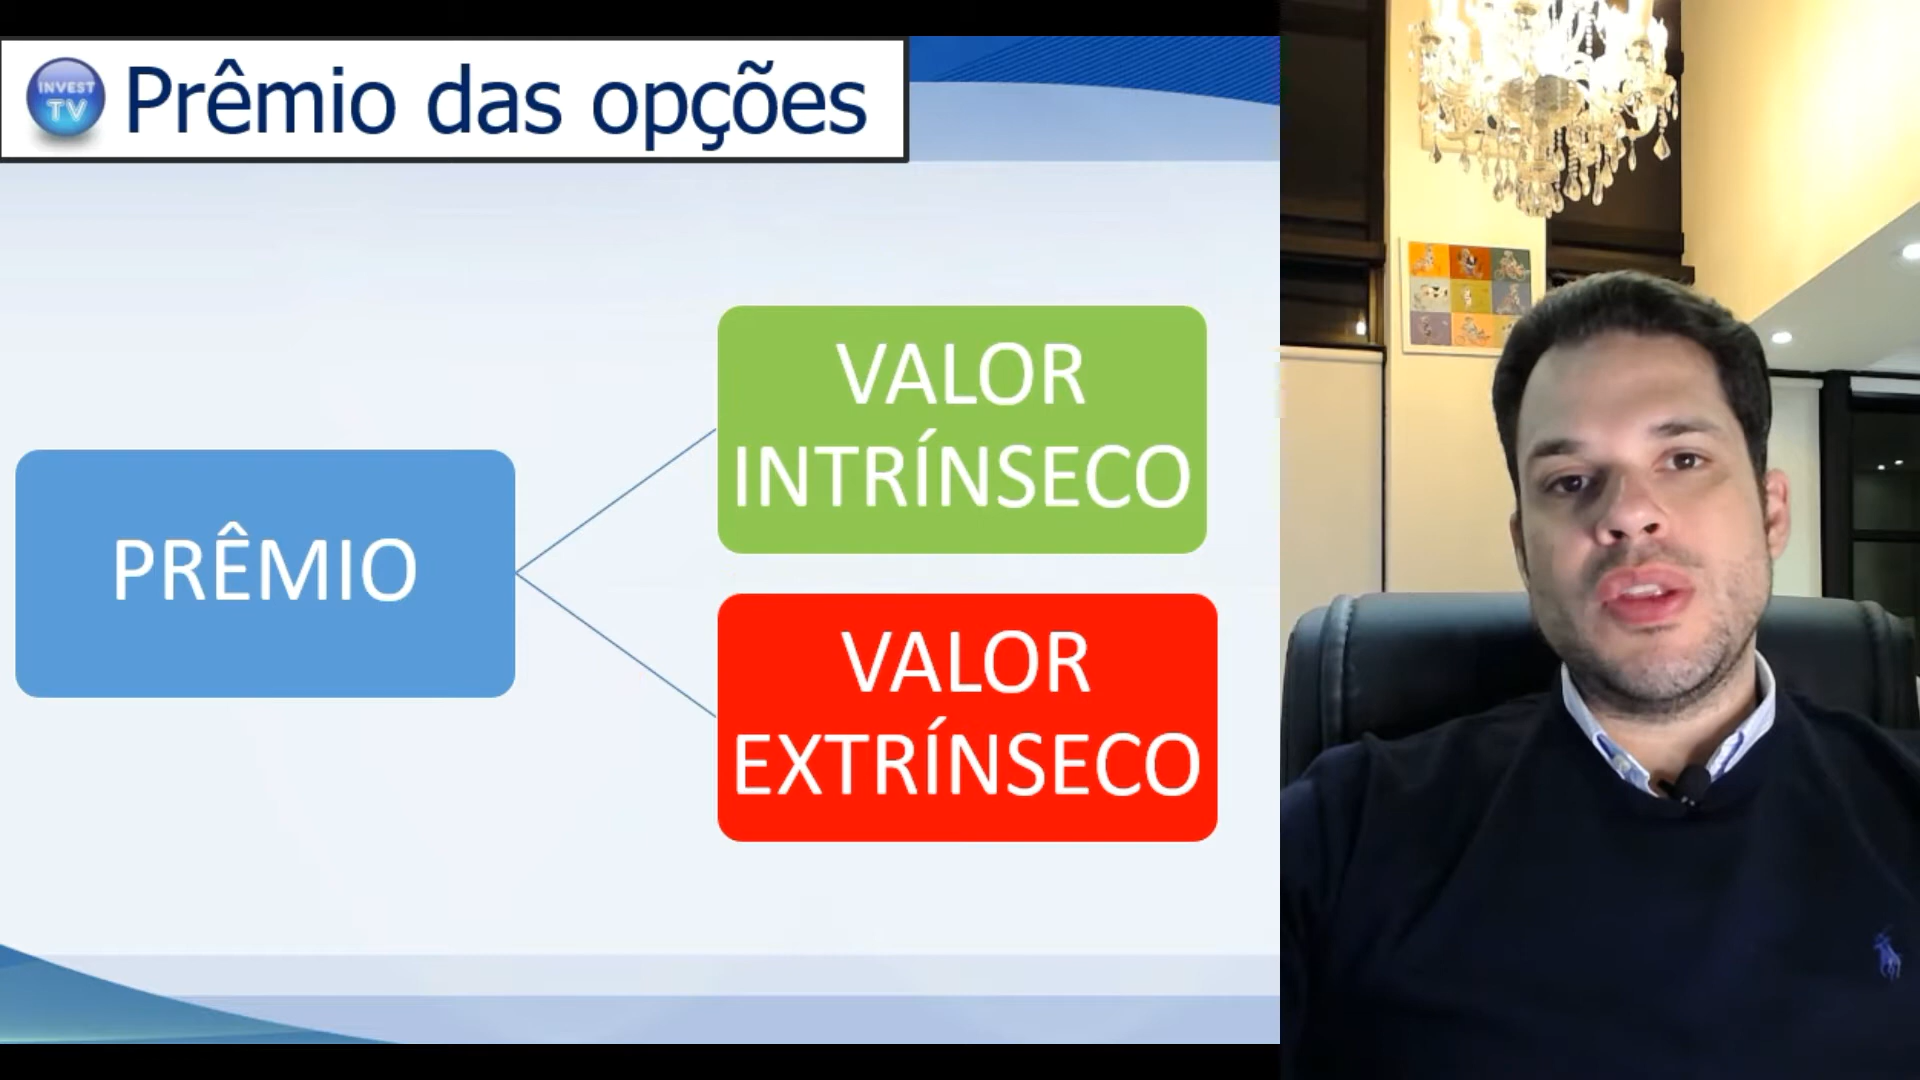 INVEST
TV
Prêmio das opções
VALOR
INTRÍNSECO
PRÊMIO
VALOR
EXTRÍNSECO